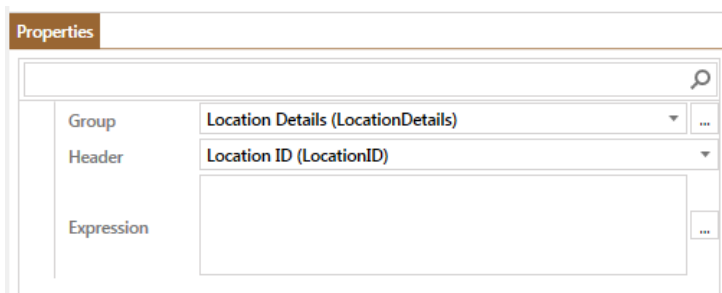 Properties
Group Location Details (LocationDetails) ...
Header Location ID (LocationID)
Expression ...